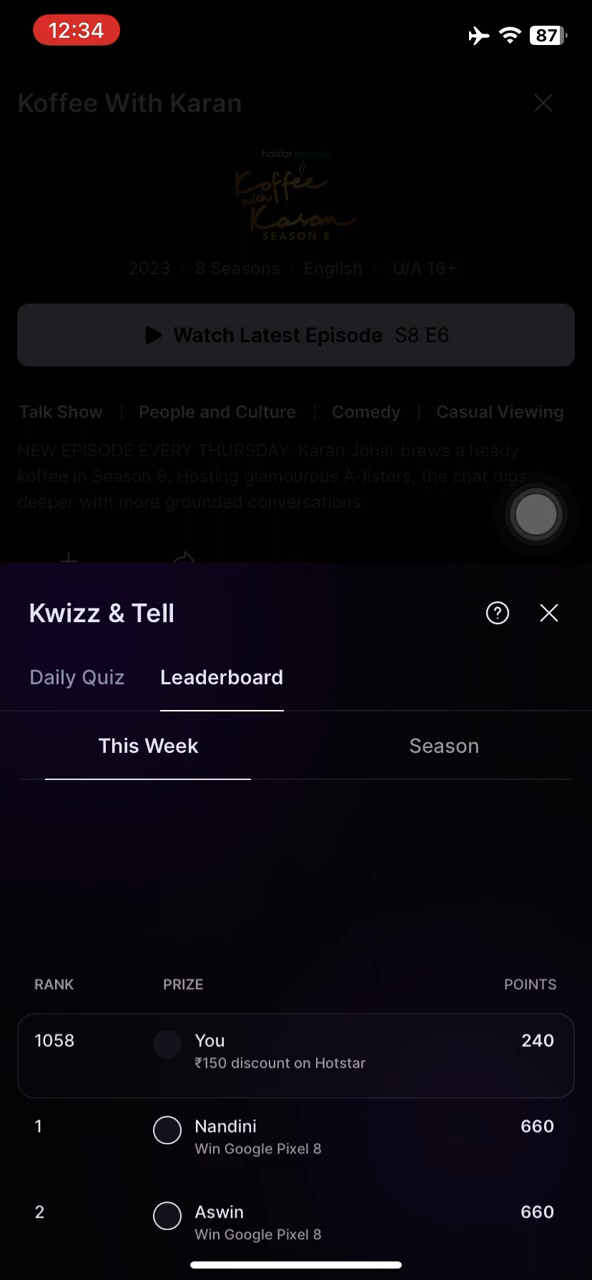 12:34
87
Koffee With Karan
hotstar specials
Koffee
with
Karan
SEASON 8
2023 · 8 Seasons · English · U/A 16+
Watch Latest Episode S8 E6
Talk Show | People and Culture | Comedy | Casual Viewing
NEW EPISODE EVERY THURSDAY. Karan Johar brews a heady
koffee in Season 8. Hosting glamourous A-listers, the chat digs
deeper with more grounded conversations.
Kwizz & Tell
Daily Quiz Leaderboard
This Week Season
RANK PRIZE POINTS
1058 You 240
₹150 discount on Hotstar
1 Nandini 660
Win Google Pixel 8
2 Aswin 660
Win Google Pixel 8